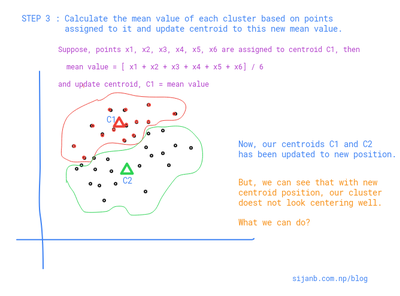 STEP 3 : Calculate the mean value of each cluster based on points
assigned to it and update centroid to this new mean value.
Suppose, points x1, x2, x3, x4, x5, x6 are assigned to centroid C1, then
mean value = [ x1 + x2 + x3 + x4 + x5 + x6] / 6
and update centroid, C1 = mean value
C1
C2
Now, our centroids C1 and C2
has been updated to new position.
But, we can see that with new
centroid position, our cluster
doest not look centering well.
What we can do?
sijanb.com.np/blog